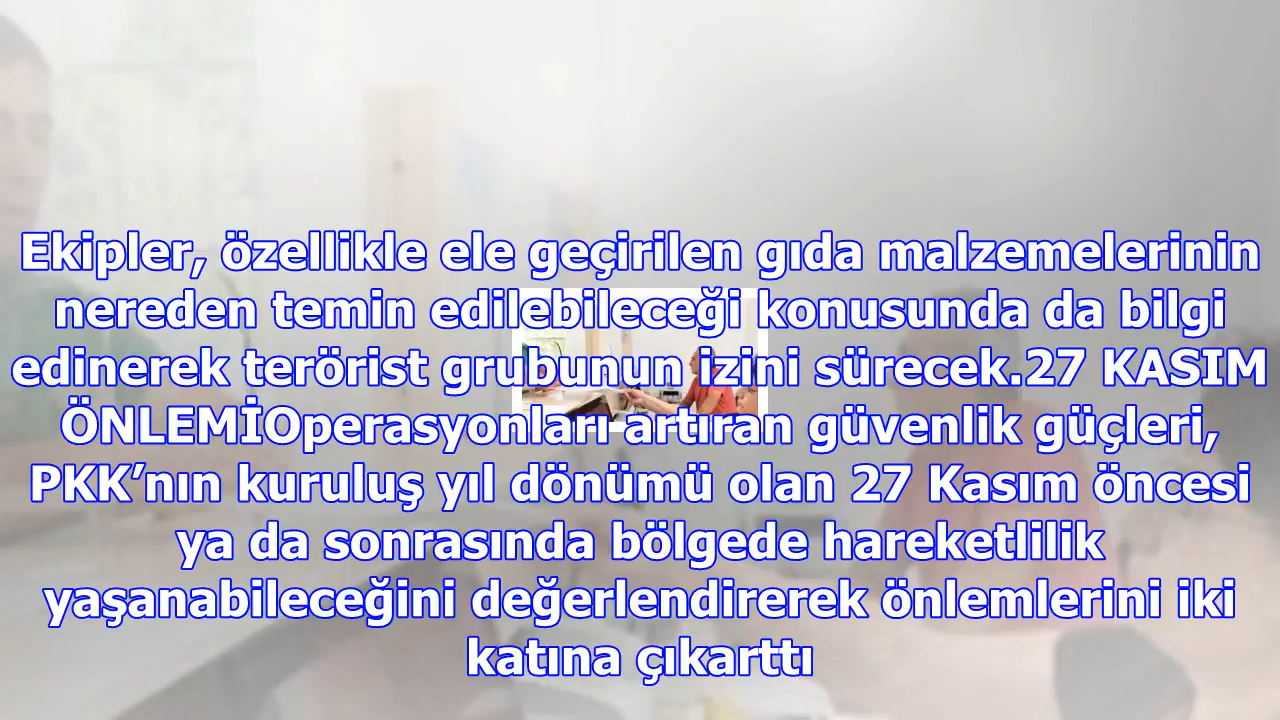 Ekipler, özellikle ele geçirilen gıda malzemelerinin
nereden temin edilebileceği konusunda da bilgi
edinerek terörist grubunun izini sürecek.27 KASIM
ÖNLEMİOperasyonları artıran güvenlik güçleri,
PKK’nın kuruluş yıl dönümü olan 27 Kasım öncesi
ya da sonrasında bölgede hareketlilik
yaşanabileceğini değerlendirerek önlemlerini iki
katına çıkarttı